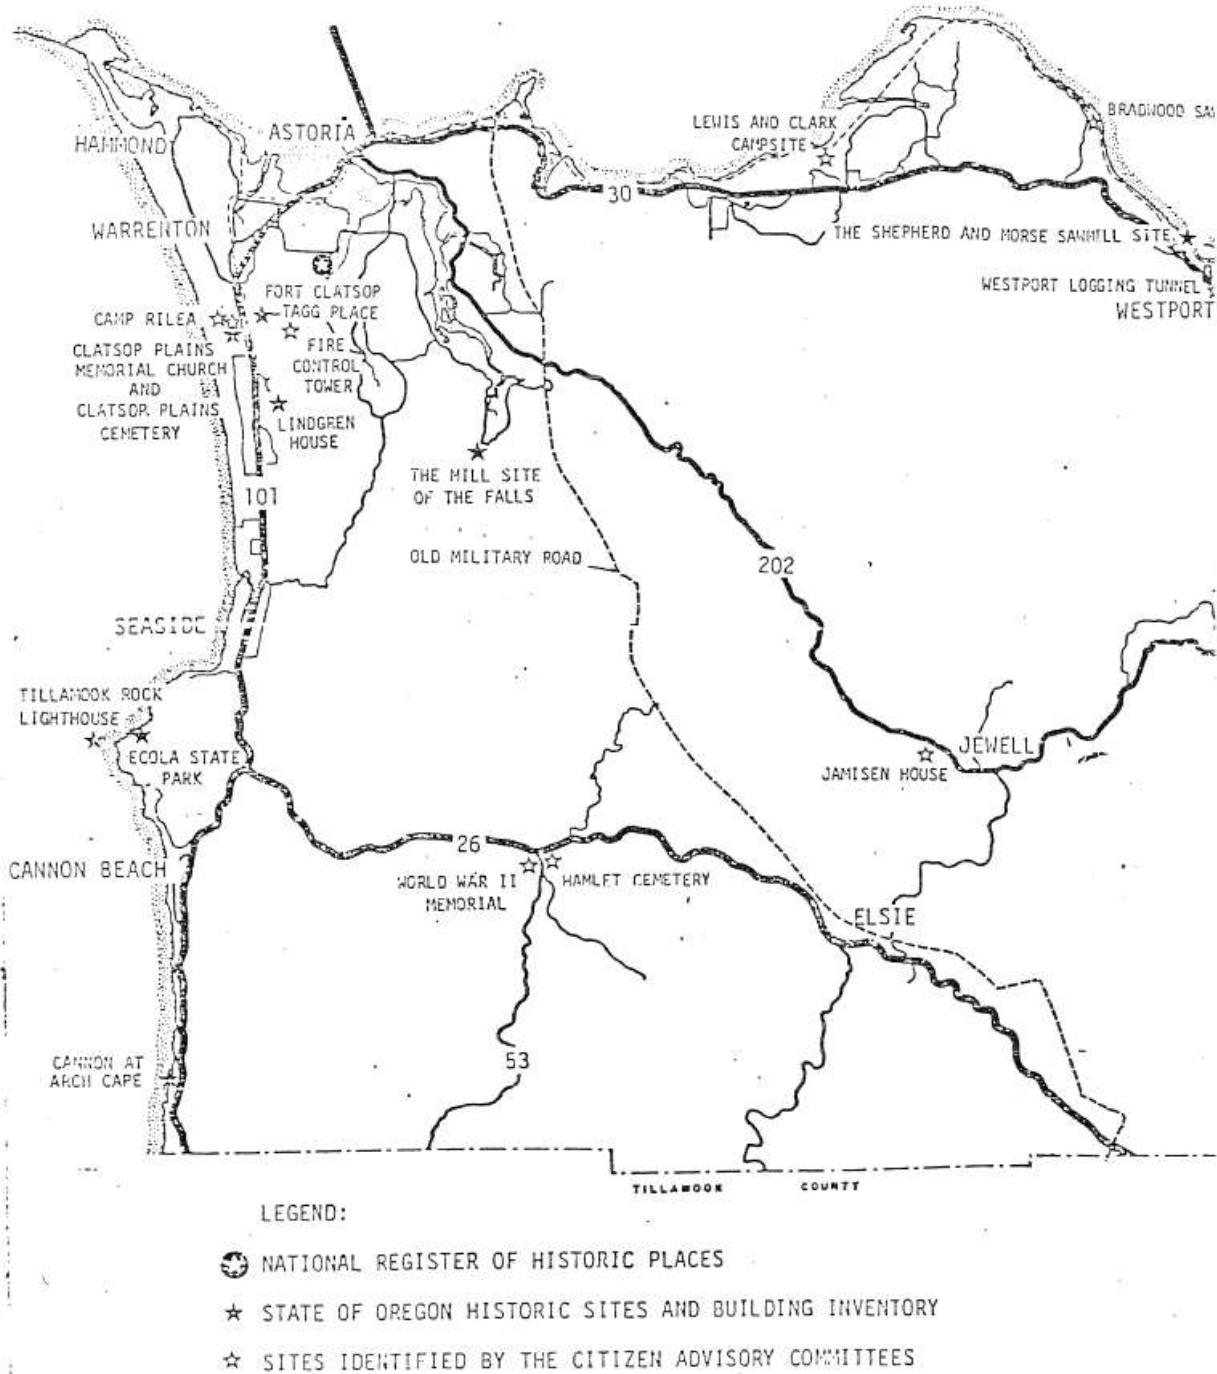 ASTORIA
HAMMOND
LEWIS AND CLARK
CAMPSITE
BRADWOOD SAW
30
WARRENTON
THE SHEPHERD AND MORSE SAWMILL SITE
WESTPORT LOGGING TUNNEL
WESTPORT
FORT CLATSOP
TAGG PLACE
CAMP RILEA
FIRE
CONTROL
TOWER
CLATSOP PLAINS
MEMORIAL CHURCH
AND
CLATSOP PLAINS
CEMETERY
LINDGREN
HOUSE
THE MILL SITE
OF THE FALLS
101
OLD MILITARY ROAD
202
SEASIDE
TILLAMOOK ROCK
LIGHTHOUSE
ECOLA STATE
PARK
JEWELL
JAMISEN HOUSE
26
CANNON BEACH
WORLD WAR II
MEMORIAL
HAMLET CEMETERY
ELSIE
53
CANNON AT
ARCH CAPE
TILLAMOOK COUNTY
LEGEND:
NATIONAL REGISTER OF HISTORIC PLACES
STATE OF OREGON HISTORIC SITES AND BUILDING INVENTORY
SITES IDENTIFIED BY THE CITIZEN ADVISORY COMMITTEES